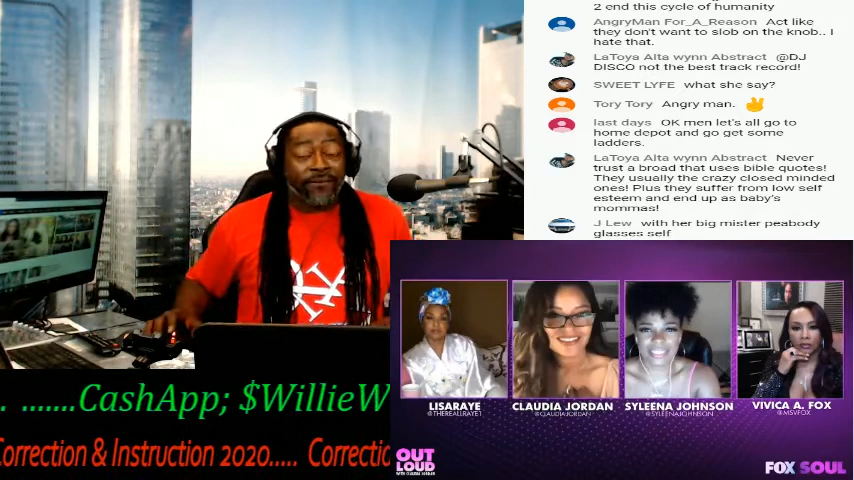 2 end this cycle of humanity
AngryMan For_A_Reason Act like
they don't want to slob on the knob.. I
hate that.
LaToya Alta wynn Abstract @DJ
DISCO not the best track record!
SWEET LYFE what she say?
Tory Tory Angry man.
last days OK men let's all go to
home depot and go get some
ladders.
LaToya Alta wynn Abstract Never
trust a broad that uses bible quotes!
They usually the crazy closed minded
ones! Plus they suffer from low self
esteem and end up as baby's
mommas!
J Lew with her big mister peabody
glasses self
LISARAYE
@THEREALLRAYE1
CLAUDIA JORDAN
@CLAUDIAJORDAN
SYLEENA JOHNSON
@SYLEENAJOHNSON
VIVICA A. FOX
@MSVFOX
. .......CashApp; $WillieW
orrection & Instruction 2020..... Correctio
OUT
LOUD
WITH CLAUDIA JORDAN
FOX SOUL